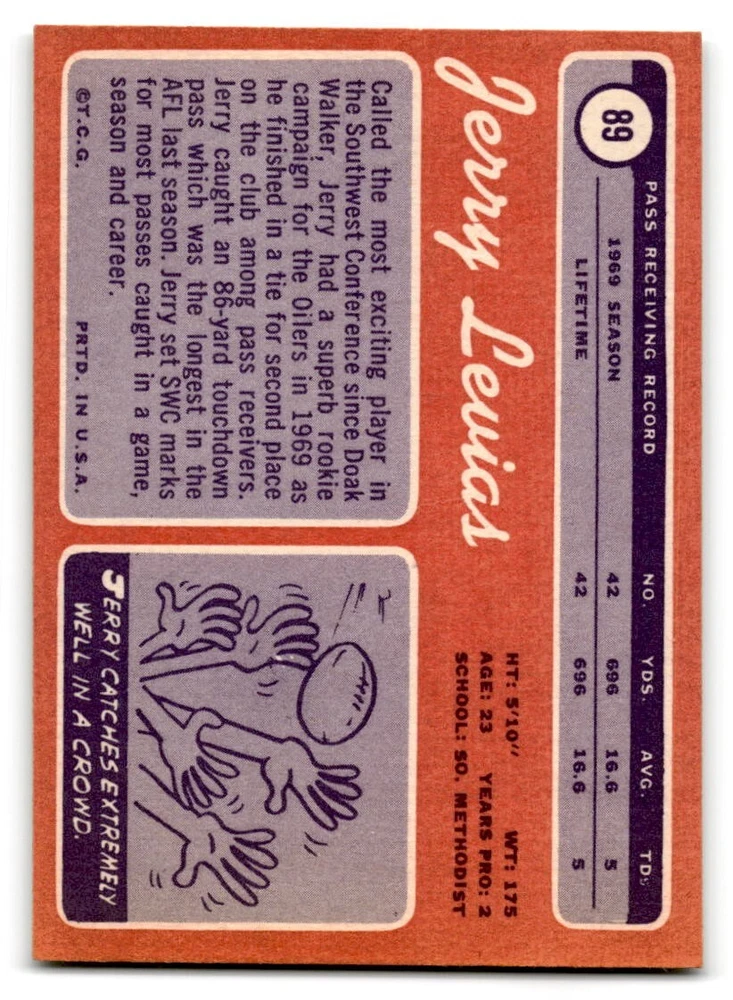 89
PASS RECEIVING RECORD NO. YDS. AVG. TDs
1969 SEASON 42 696 16.6 5
LIFETIME 42 696 16.6 5
Jerry Levias
HT: 5'10" WT: 175
AGE: 23 YEARS PRO: 2
SCHOOL: SO. METHODIST
Called the most exciting player in
the Southwest Conference since Doak
Walker, Jerry had a superb rookie
campaign for the Oilers in 1969 as
he finished in a tie for second place
on the club among pass receivers.
Jerry caught an 86-yard touchdown
pass which was the longest in the
AFL last season. Jerry set SWC marks
for most passes caught in a game,
season and career.
©T.C.G. PRTD. IN U.S.A.
JERRY CATCHES EXTREMELY
WELL IN A CROWD.